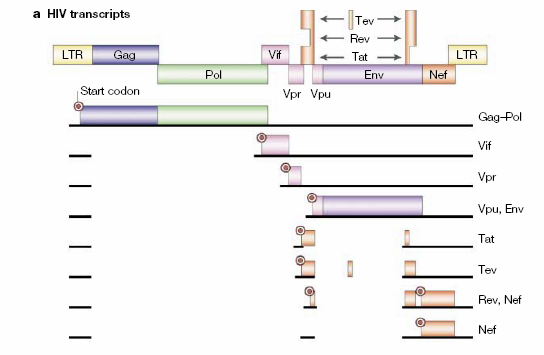 a HIV transcripts
Tev
Rev
Tat
LTR
Gag
Vif
LTR
Pol
Env
Nef
Vpr
Vpu
Start codon
Gag–Pol
Vif
Vpr
Vpu, Env
Tat
Tev
Rev, Nef
Nef